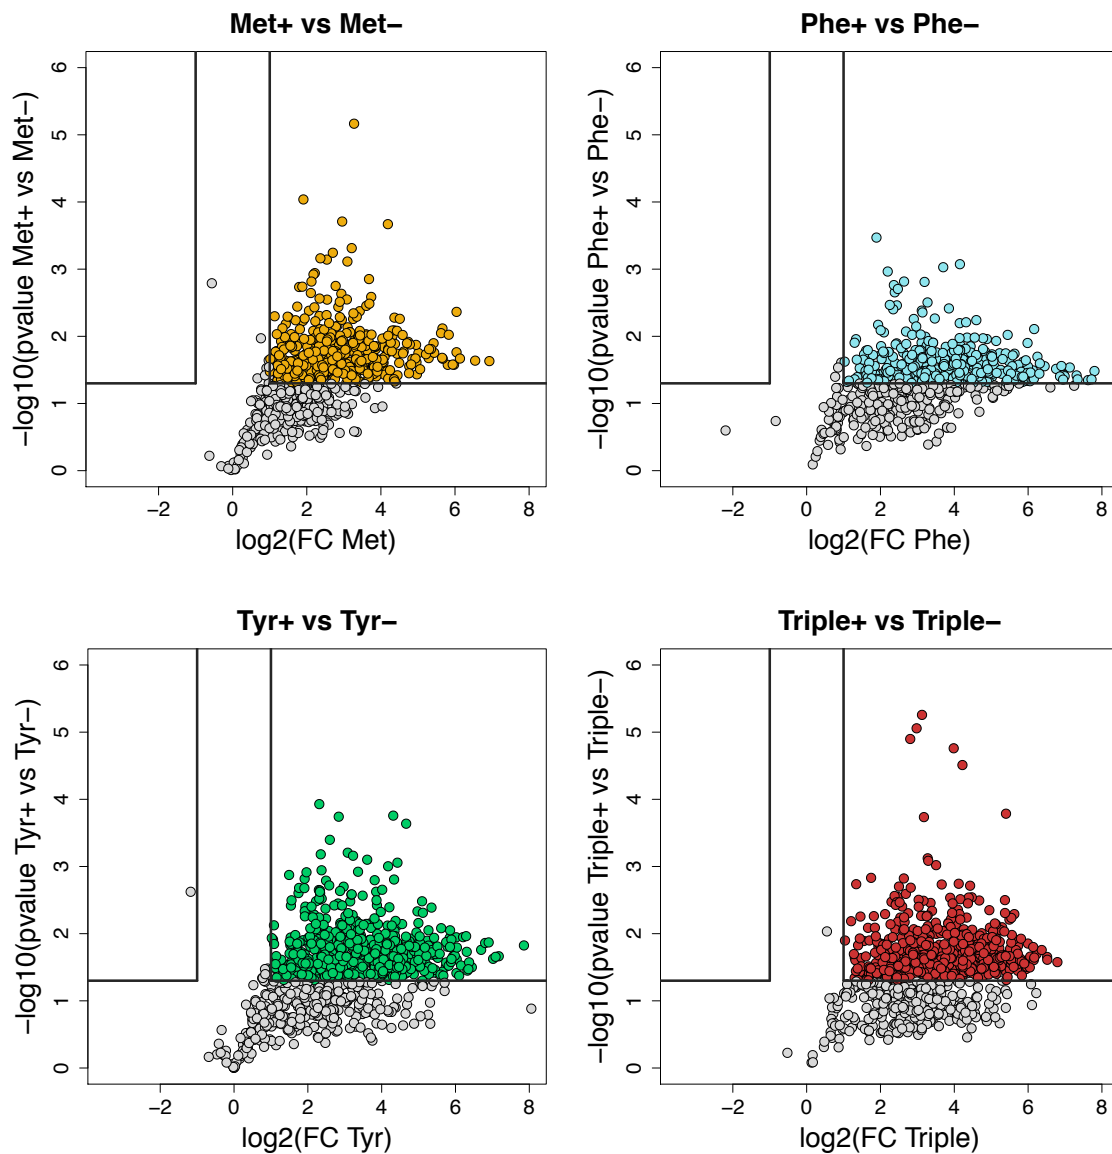 Met+ vs Met−
−log10(pvalue Met+ vs Met−)
6
5
4
3
2
1
0
−2 0 2 4 6 8
log2(FC Met)
Phe+ vs Phe−
−log10(pvalue Phe+ vs Phe−)
6
5
4
3
2
1
0
−2 0 2 4 6 8
log2(FC Phe)
Tyr+ vs Tyr−
−log10(pvalue Tyr+ vs Tyr−)
6
5
4
3
2
1
0
−2 0 2 4 6 8
log2(FC Tyr)
Triple+ vs Triple−
−log10(pvalue Triple+ vs Triple−)
6
5
4
3
2
1
0
−2 0 2 4 6 8
log2(FC Triple)